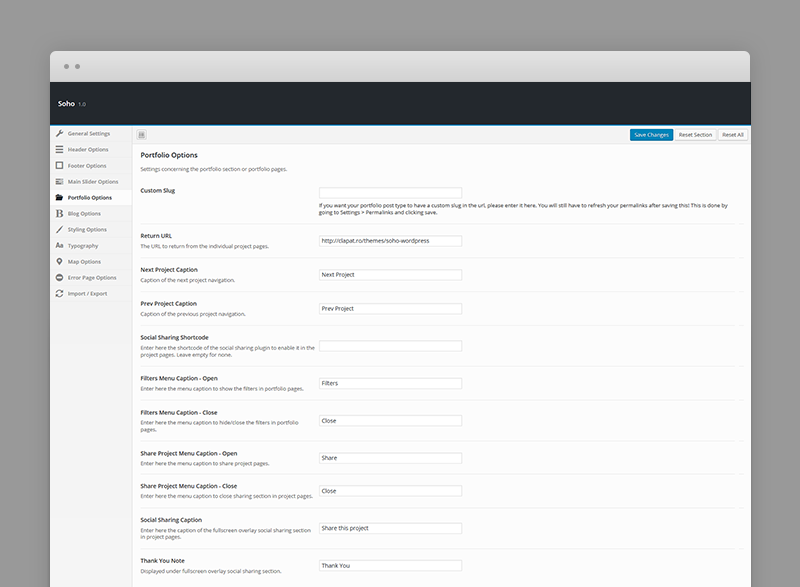 Soho 1.0
General Settings
Header Options
Footer Options
Main Slider Options
Portfolio Options
Blog Options
Styling Options
Aa Typography
Map Options
Error Page Options
Import / Export
Save Changes Reset Section Reset All
Portfolio Options
Settings concerning the portfolio section or portfolio pages.
Custom Slug
If you want your portfolio post type to have a custom slug in the url, please enter it here. You will still have to refresh your permalinks after saving this! This is done by
going to Settings > Permalinks and clicking save.
Return URL
The URL to return from the individual project pages.
http://clapat.ro/themes/soho-wordpress
Next Project Caption
Caption of the next project navigation.
Next Project
Prev Project Caption
Caption of the previous project navigation.
Prev Project
Social Sharing Shortcode
Enter here the shortcode of the social sharing plugin to enable it in the
project pages. Leave empty for none.
Filters Menu Caption - Open
Enter here the menu caption to show the filters in portfolio pages.
Filters
Filters Menu Caption - Close
Enter here the menu caption to hide/close the filters in portfolio
pages.
Close
Share Project Menu Caption - Open
Enter here the menu caption to share project pages.
Share
Share Project Menu Caption - Close
Enter here the menu caption to close sharing section in project pages.
Close
Social Sharing Caption
Enter here the caption of the fullscreen overlay social sharing section
in project pages.
Share this project
Thank You Note
Displayed under fullscreen overlay social sharing section.
Thank You